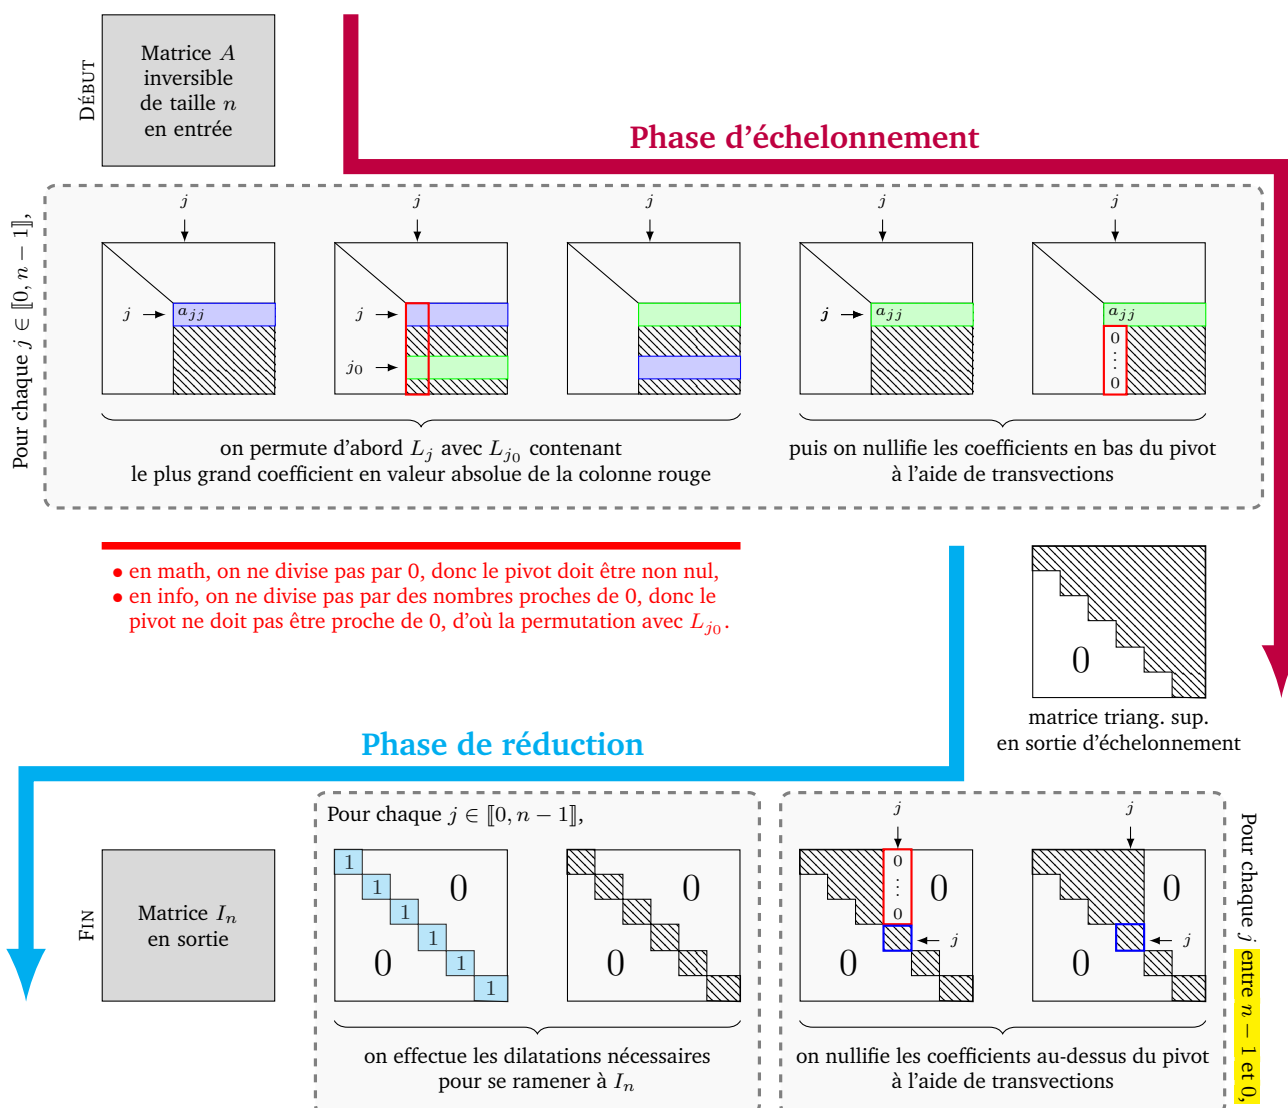 DÉBUT
Matrice A
inversible
de taille n
en entrée
Phase d'échelonnement
Pour chaque j ∈ ⟦0, n − 1⟧,
j
j
j
j
j
j
a_jj
j
j_0
j
a_jj
a_jj
0
⋮
0
on permute d'abord L_j avec L_{j_0} contenant
le plus grand coefficient en valeur absolue de la colonne rouge
puis on nullifie les coefficients en bas du pivot
à l'aide de transvections
• en math, on ne divise pas par 0, donc le pivot doit être non nul,
• en info, on ne divise pas par des nombres proches de 0, donc le
pivot ne doit pas être proche de 0, d'où la permutation avec L_{j_0}.
0
matrice triang. sup.
en sortie d'échelonnement
Phase de réduction
FIN
Matrice I_n
en sortie
Pour chaque j ∈ ⟦0, n − 1⟧,
1
1
1
1
1
1
0
0
0
0
on effectue les dilatations nécessaires
pour se ramener à I_n
j
0
⋮
0
0
j
0
j
0
j
0
on nullifie les coefficients au-dessus du pivot
à l'aide de transvections
Pour chaque j entre n − 1 et 0,